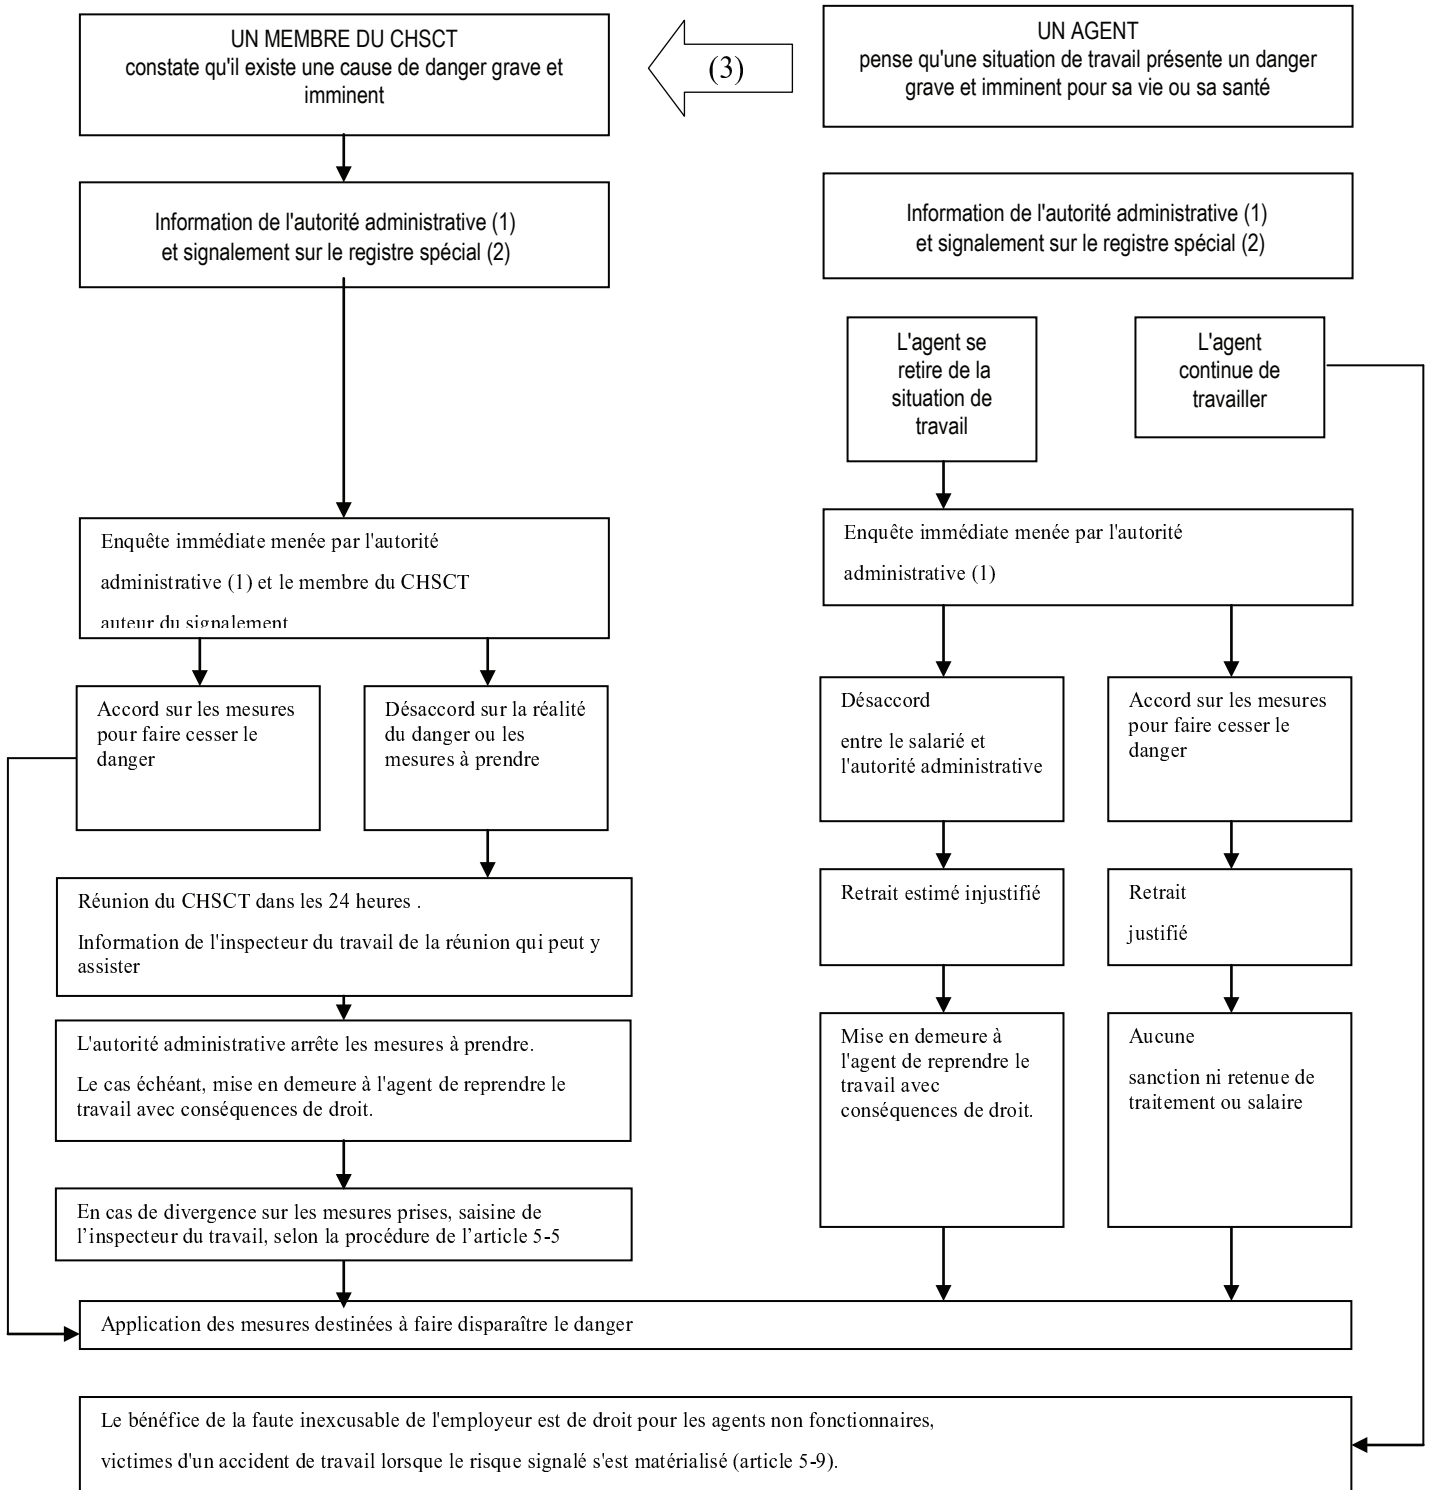 UN MEMBRE DU CHSCT
constate qu'il existe une cause de danger grave et
imminent
(3)
UN AGENT
pense qu'une situation de travail présente un danger
grave et imminent pour sa vie ou sa santé
Information de l'autorité administrative (1)
et signalement sur le registre spécial (2)
Information de l'autorité administrative (1)
et signalement sur le registre spécial (2)
L'agent se
retire de la
situation de
travail
L'agent
continue de
travailler
Enquête immédiate menée par l'autorité
administrative (1) et le membre du CHSCT
auteur du signalement
Enquête immédiate menée par l'autorité
administrative (1)
Accord sur les mesures
pour faire cesser le
danger
Désaccord sur la réalité
du danger ou les
mesures à prendre
Désaccord
entre le salarié et
l'autorité administrative
Accord sur les mesures
pour faire cesser le
danger
Réunion du CHSCT dans les 24 heures .
Information de l'inspecteur du travail de la réunion qui peut y
assister
Retrait estimé injustifié
Retrait
justifié
L'autorité administrative arrête les mesures à prendre.
Le cas échéant, mise en demeure à l'agent de reprendre le
travail avec conséquences de droit.
Mise en demeure à
l'agent de reprendre le
travail avec
conséquences de droit.
Aucune
sanction ni retenue de
traitement ou salaire
En cas de divergence sur les mesures prises, saisine de
l’inspecteur du travail, selon la procédure de l’article 5-5
Application des mesures destinées à faire disparaître le danger
Le bénéfice de la faute inexcusable de l'employeur est de droit pour les agents non fonctionnaires,
victimes d'un accident de travail lorsque le risque signalé s'est matérialisé (article 5-9).